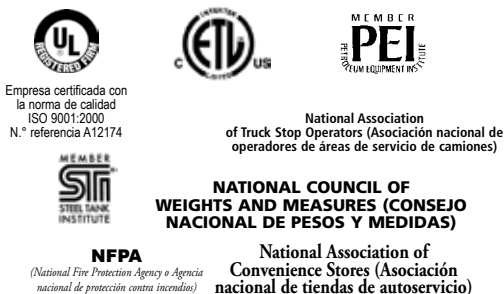 UL
REGISTERED FIRM
C ETL US
LISTED
MEMBER
PEI
PETROLEUM EQUIPMENT INSTITUTE
Empresa certificada con
la norma de calidad
ISO 9001:2000
N.° referencia A12174
National Association
of Truck Stop Operators (Asociación nacional de
operadores de áreas de servicio de camiones)
MEMBER
STI
STEEL TANK
INSTITUTE
NATIONAL COUNCIL OF
WEIGHTS AND MEASURES (CONSEJO
NACIONAL DE PESOS Y MEDIDAS)
NFPA
(National Fire Protection Agency o Agencia
nacional de protección contra incendios)
National Association of
Convenience Stores (Asociación
nacional de tiendas de autoservicio)